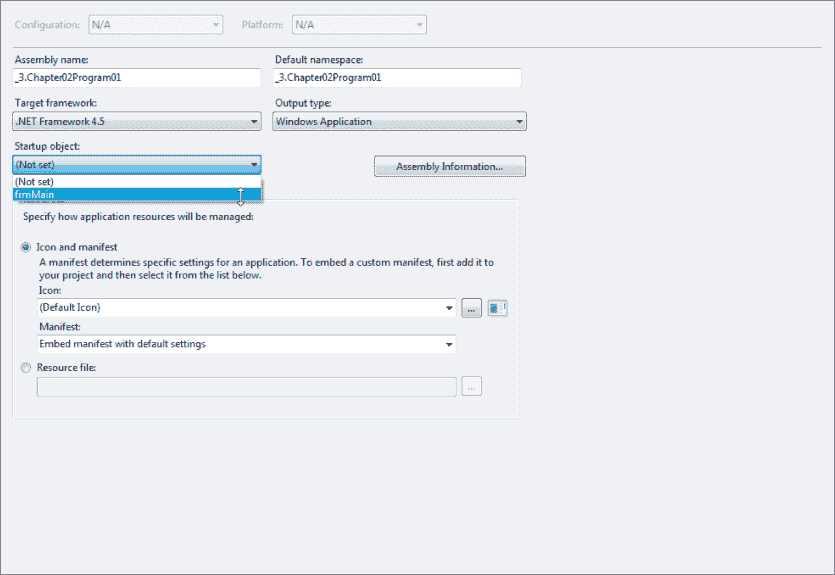 Configuration: N/A Platform: N/A
Assembly name: Default namespace:
_3.Chapter02Program01 _3.Chapter02Program01
Target framework: Output type:
.NET Framework 4.5 Windows Application
Startup object:
(Not set) Assembly Information...
(Not set)
frmMain
Specify how application resources will be managed:
Icon and manifest
A manifest determines specific settings for an application. To embed a custom manifest, first add it to
your project and then select it from the list below.
Icon:
(Default Icon) ...
Manifest:
Embed manifest with default settings
Resource file:
...